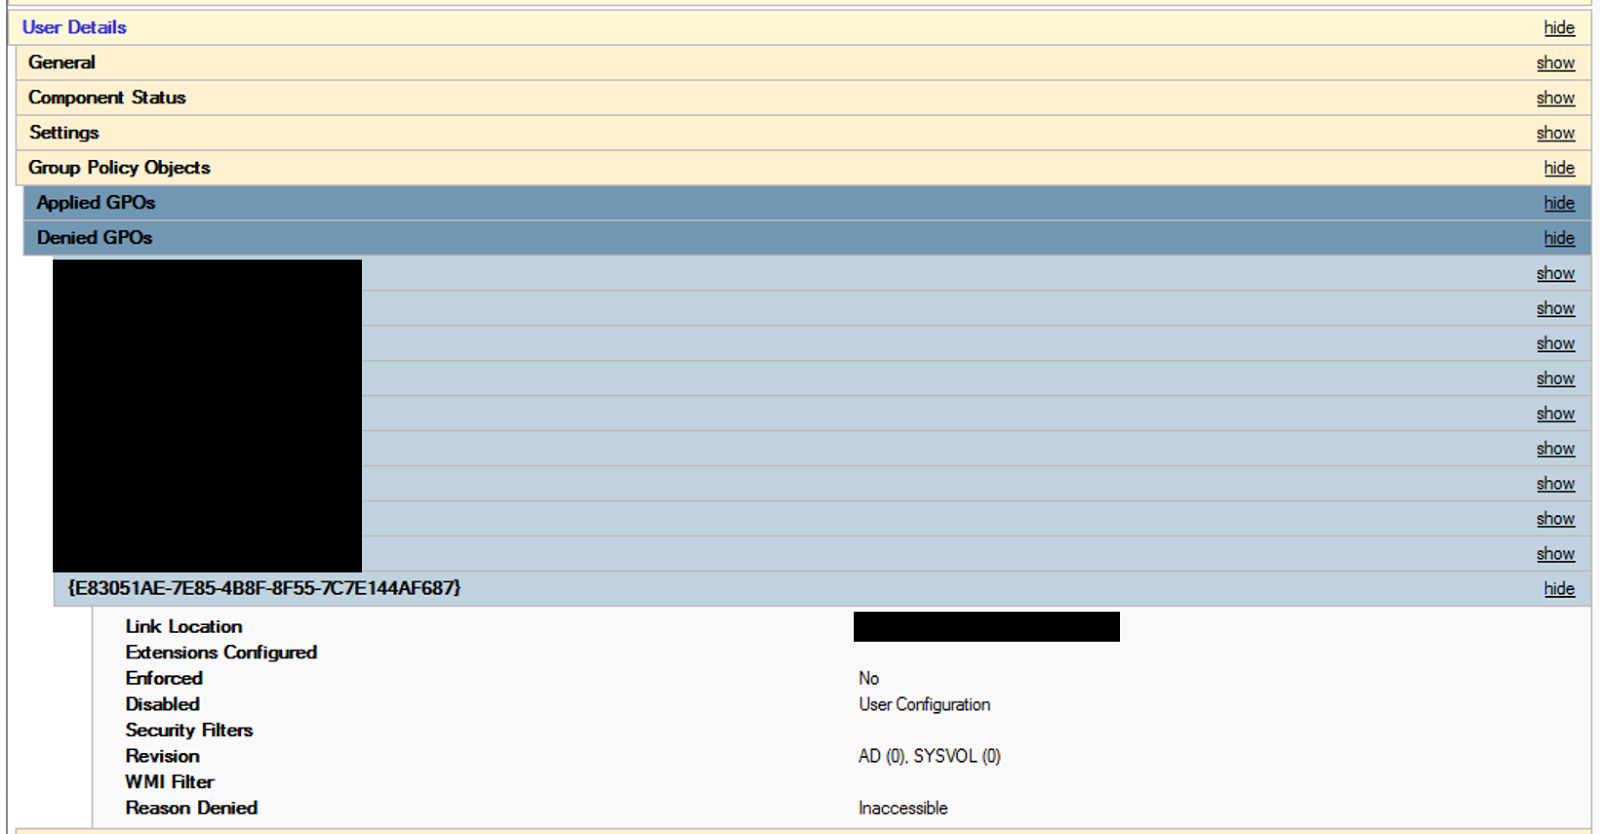 User Details hide
General show
Component Status show
Settings show
Group Policy Objects hide
Applied GPOs hide
Denied GPOs hide
show
show
show
show
show
show
show
show
show
{E83051AE-7E85-4B8F-8F55-7C7E144AF687} hide
Link Location
Extensions Configured
Enforced No
Disabled User Configuration
Security Filters
Revision AD (0), SYSVOL (0)
WMI Filter
Reason Denied Inaccessible